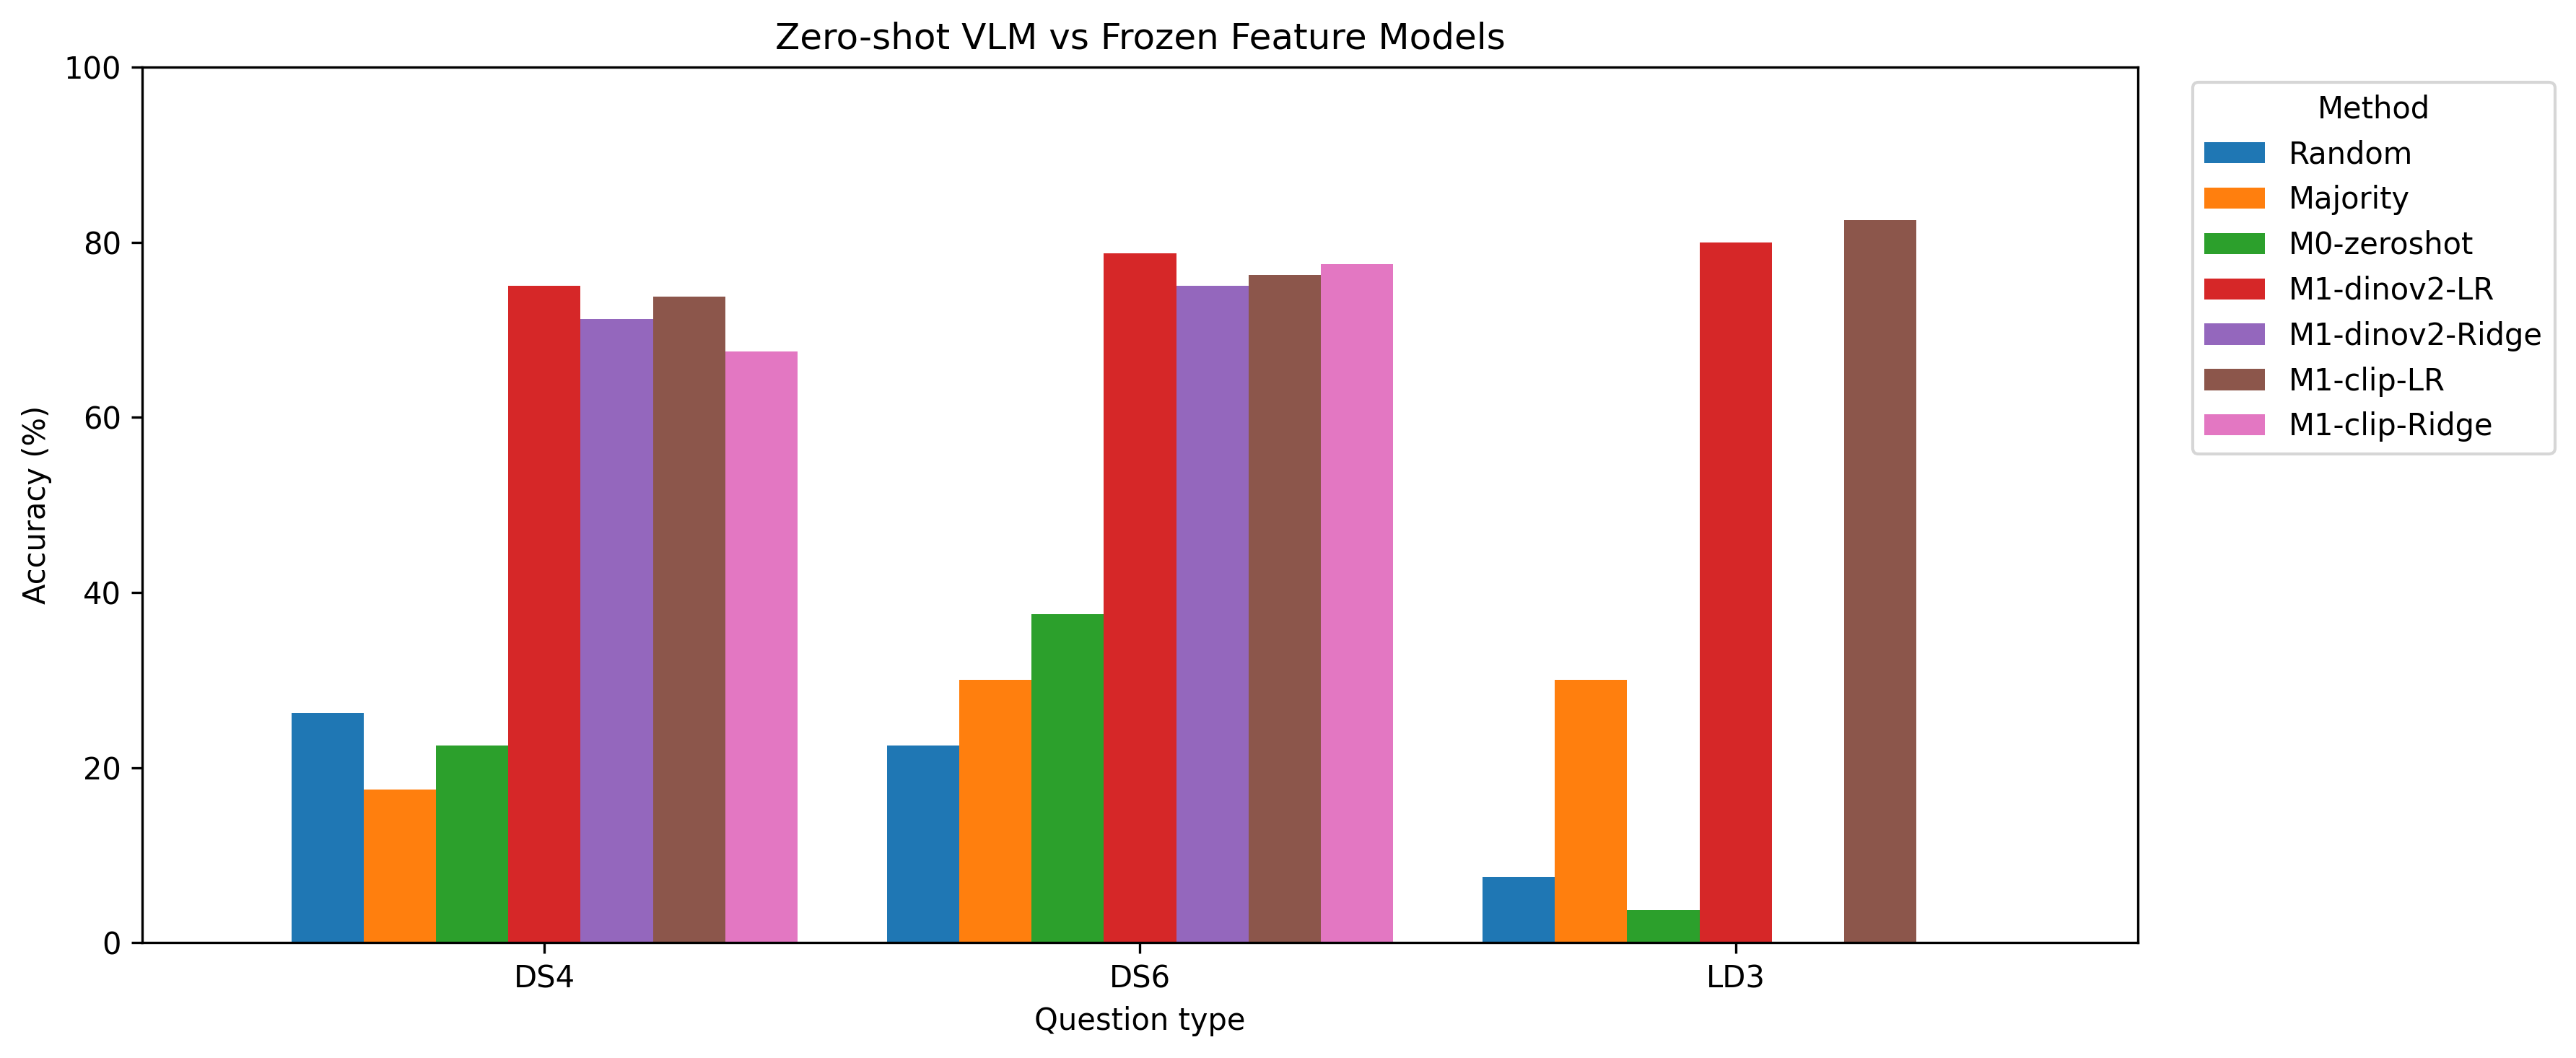 Zero-shot VLM vs Frozen Feature Models
100
80
60
40
20
0
Accuracy (%)
DS4
DS6
LD3
Question type
Method
Random
Majority
M0-zeroshot
M1-dinov2-LR
M1-dinov2-Ridge
M1-clip-LR
M1-clip-Ridge